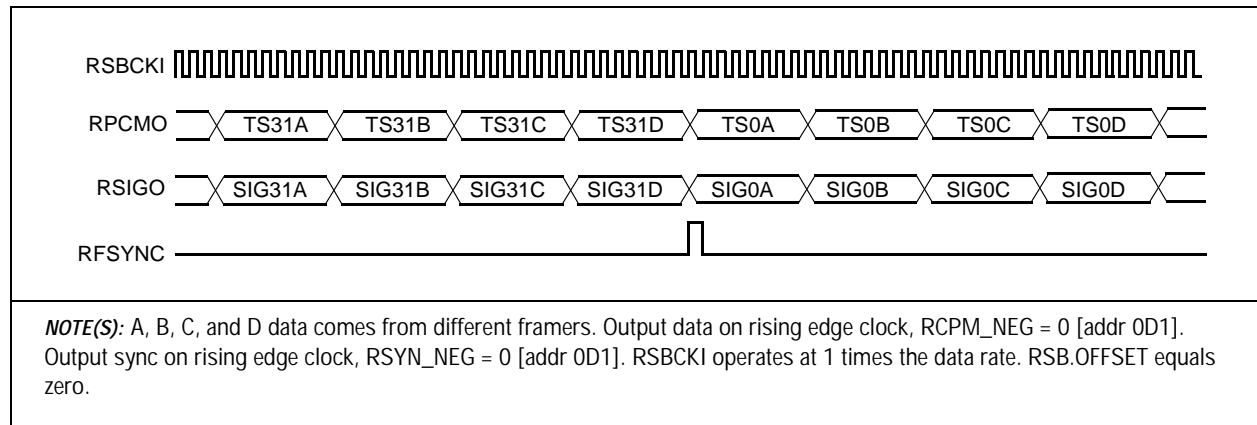 RSBCKI
RPCMO TS31A TS31B TS31C TS31D TS0A TS0B TS0C TS0D
RSIGO SIG31A SIG31B SIG31C SIG31D SIG0A SIG0B SIG0C SIG0D
RFSYNC
NOTE(S): A, B, C, and D data comes from different framers. Output data on rising edge clock, RCPM_NEG = 0 [addr 0D1].
Output sync on rising edge clock, RSYN_NEG = 0 [addr 0D1]. RSBCKI operates at 1 times the data rate. RSB.OFFSET equals
zero.